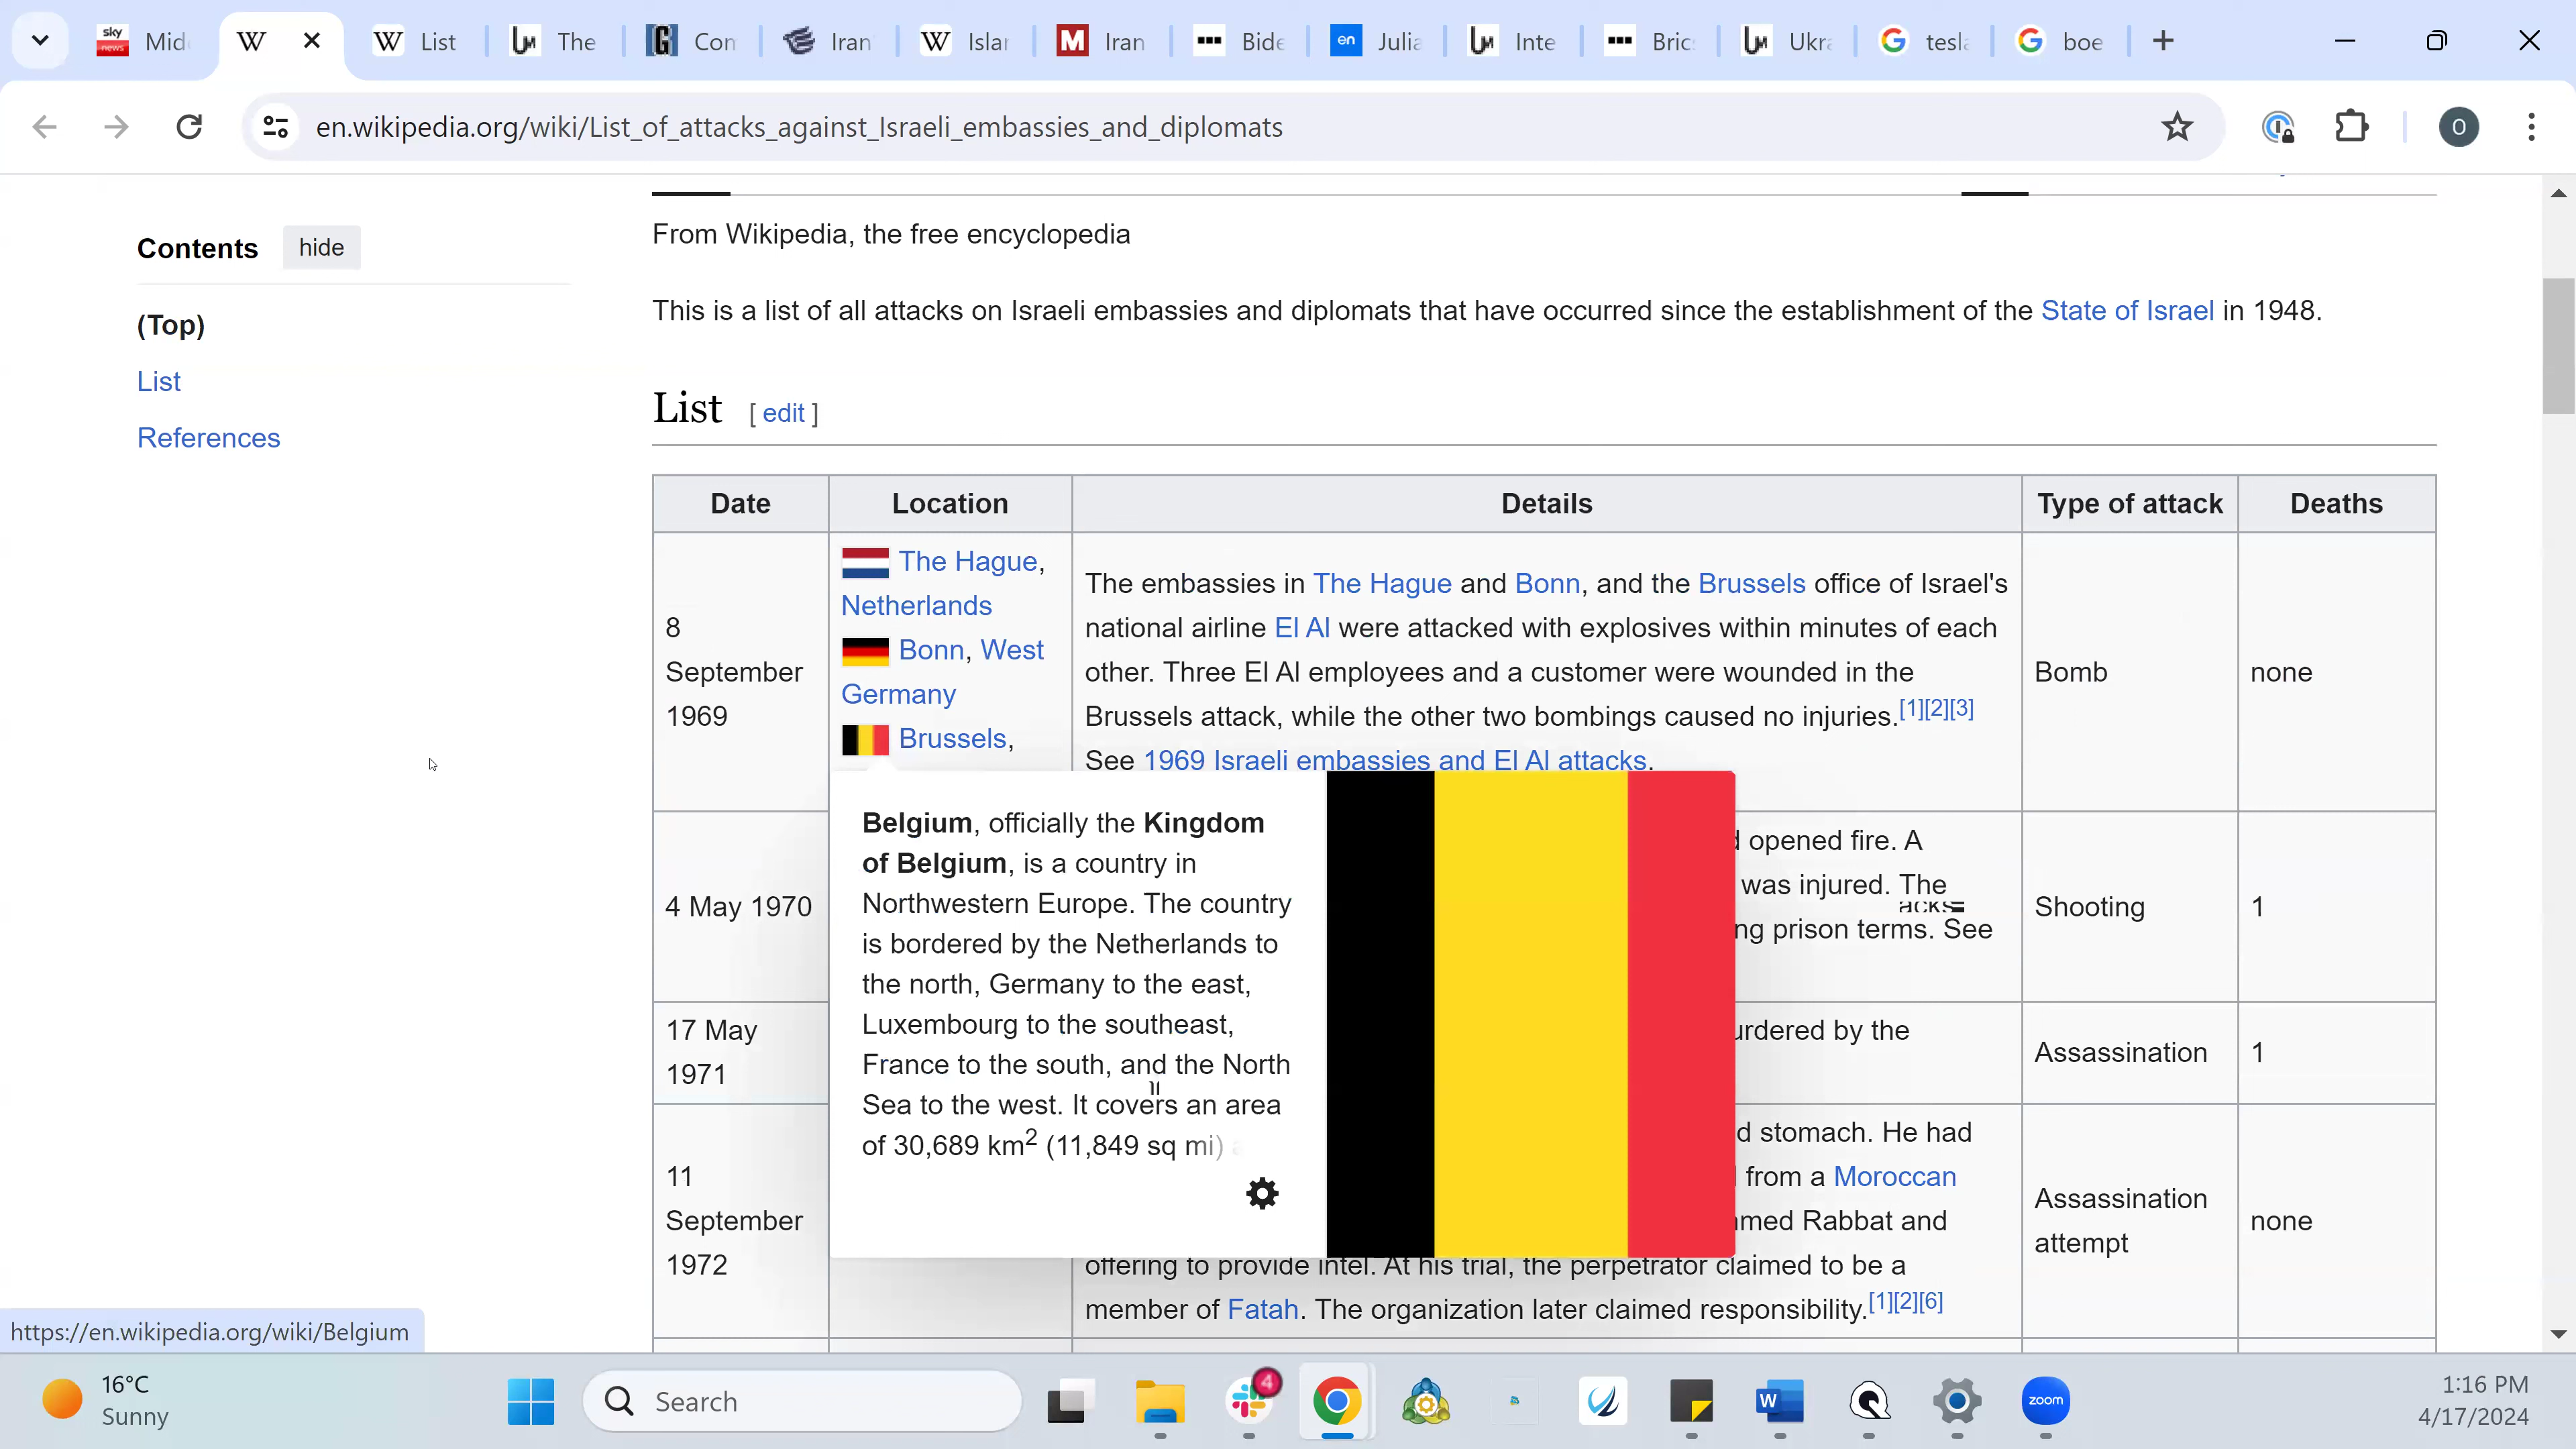 sky news Mid
List
The
Con
Iran
Islar
M Iran
Bide
en Julia
Inte
Bric
Ukra
tesla
boe
en.wikipedia.org/wiki/List_of_attacks_against_Israeli_embassies_and_diplomats
O
Contents hide
(Top)
List
References
From Wikipedia, the free encyclopedia
This is a list of all attacks on Israeli embassies and diplomats that have occurred since the establishment of the State of Israel in 1948.
List [ edit ]
Date Location Details Type of attack Deaths
8
September
1969
The Hague,
Netherlands
Bonn, West
Germany
Brussels,
The embassies in The Hague and Bonn, and the Brussels office of Israel's
national airline El Al were attacked with explosives within minutes of each
other. Three El Al employees and a customer were wounded in the
Brussels attack, while the other two bombings caused no injuries.[1][2][3]
See 1969 Israeli embassies and El Al attacks.
Bomb
none
4 May 1970
opened fire. A
was injured. The
acks
ng prison terms. See
Shooting
1
17 May
1971
urdered by the
Assassination
1
11
September
1972
d stomach. He had
from a Moroccan
med Rabbat and
offering to provide intel. At his trial, the perpetrator claimed to be a
member of Fatah. The organization later claimed responsibility.[1][2][6]
Assassination
attempt
none
Belgium, officially the Kingdom
of Belgium, is a country in
Northwestern Europe. The country
is bordered by the Netherlands to
the north, Germany to the east,
Luxembourg to the southeast,
France to the south, and the North
Sea to the west. It covers an area
of 30,689 km2 (11,849 sq mi)
https://en.wikipedia.org/wiki/Belgium
16°C
Sunny
Search
4
W
zoom
1:16 PM
4/17/2024